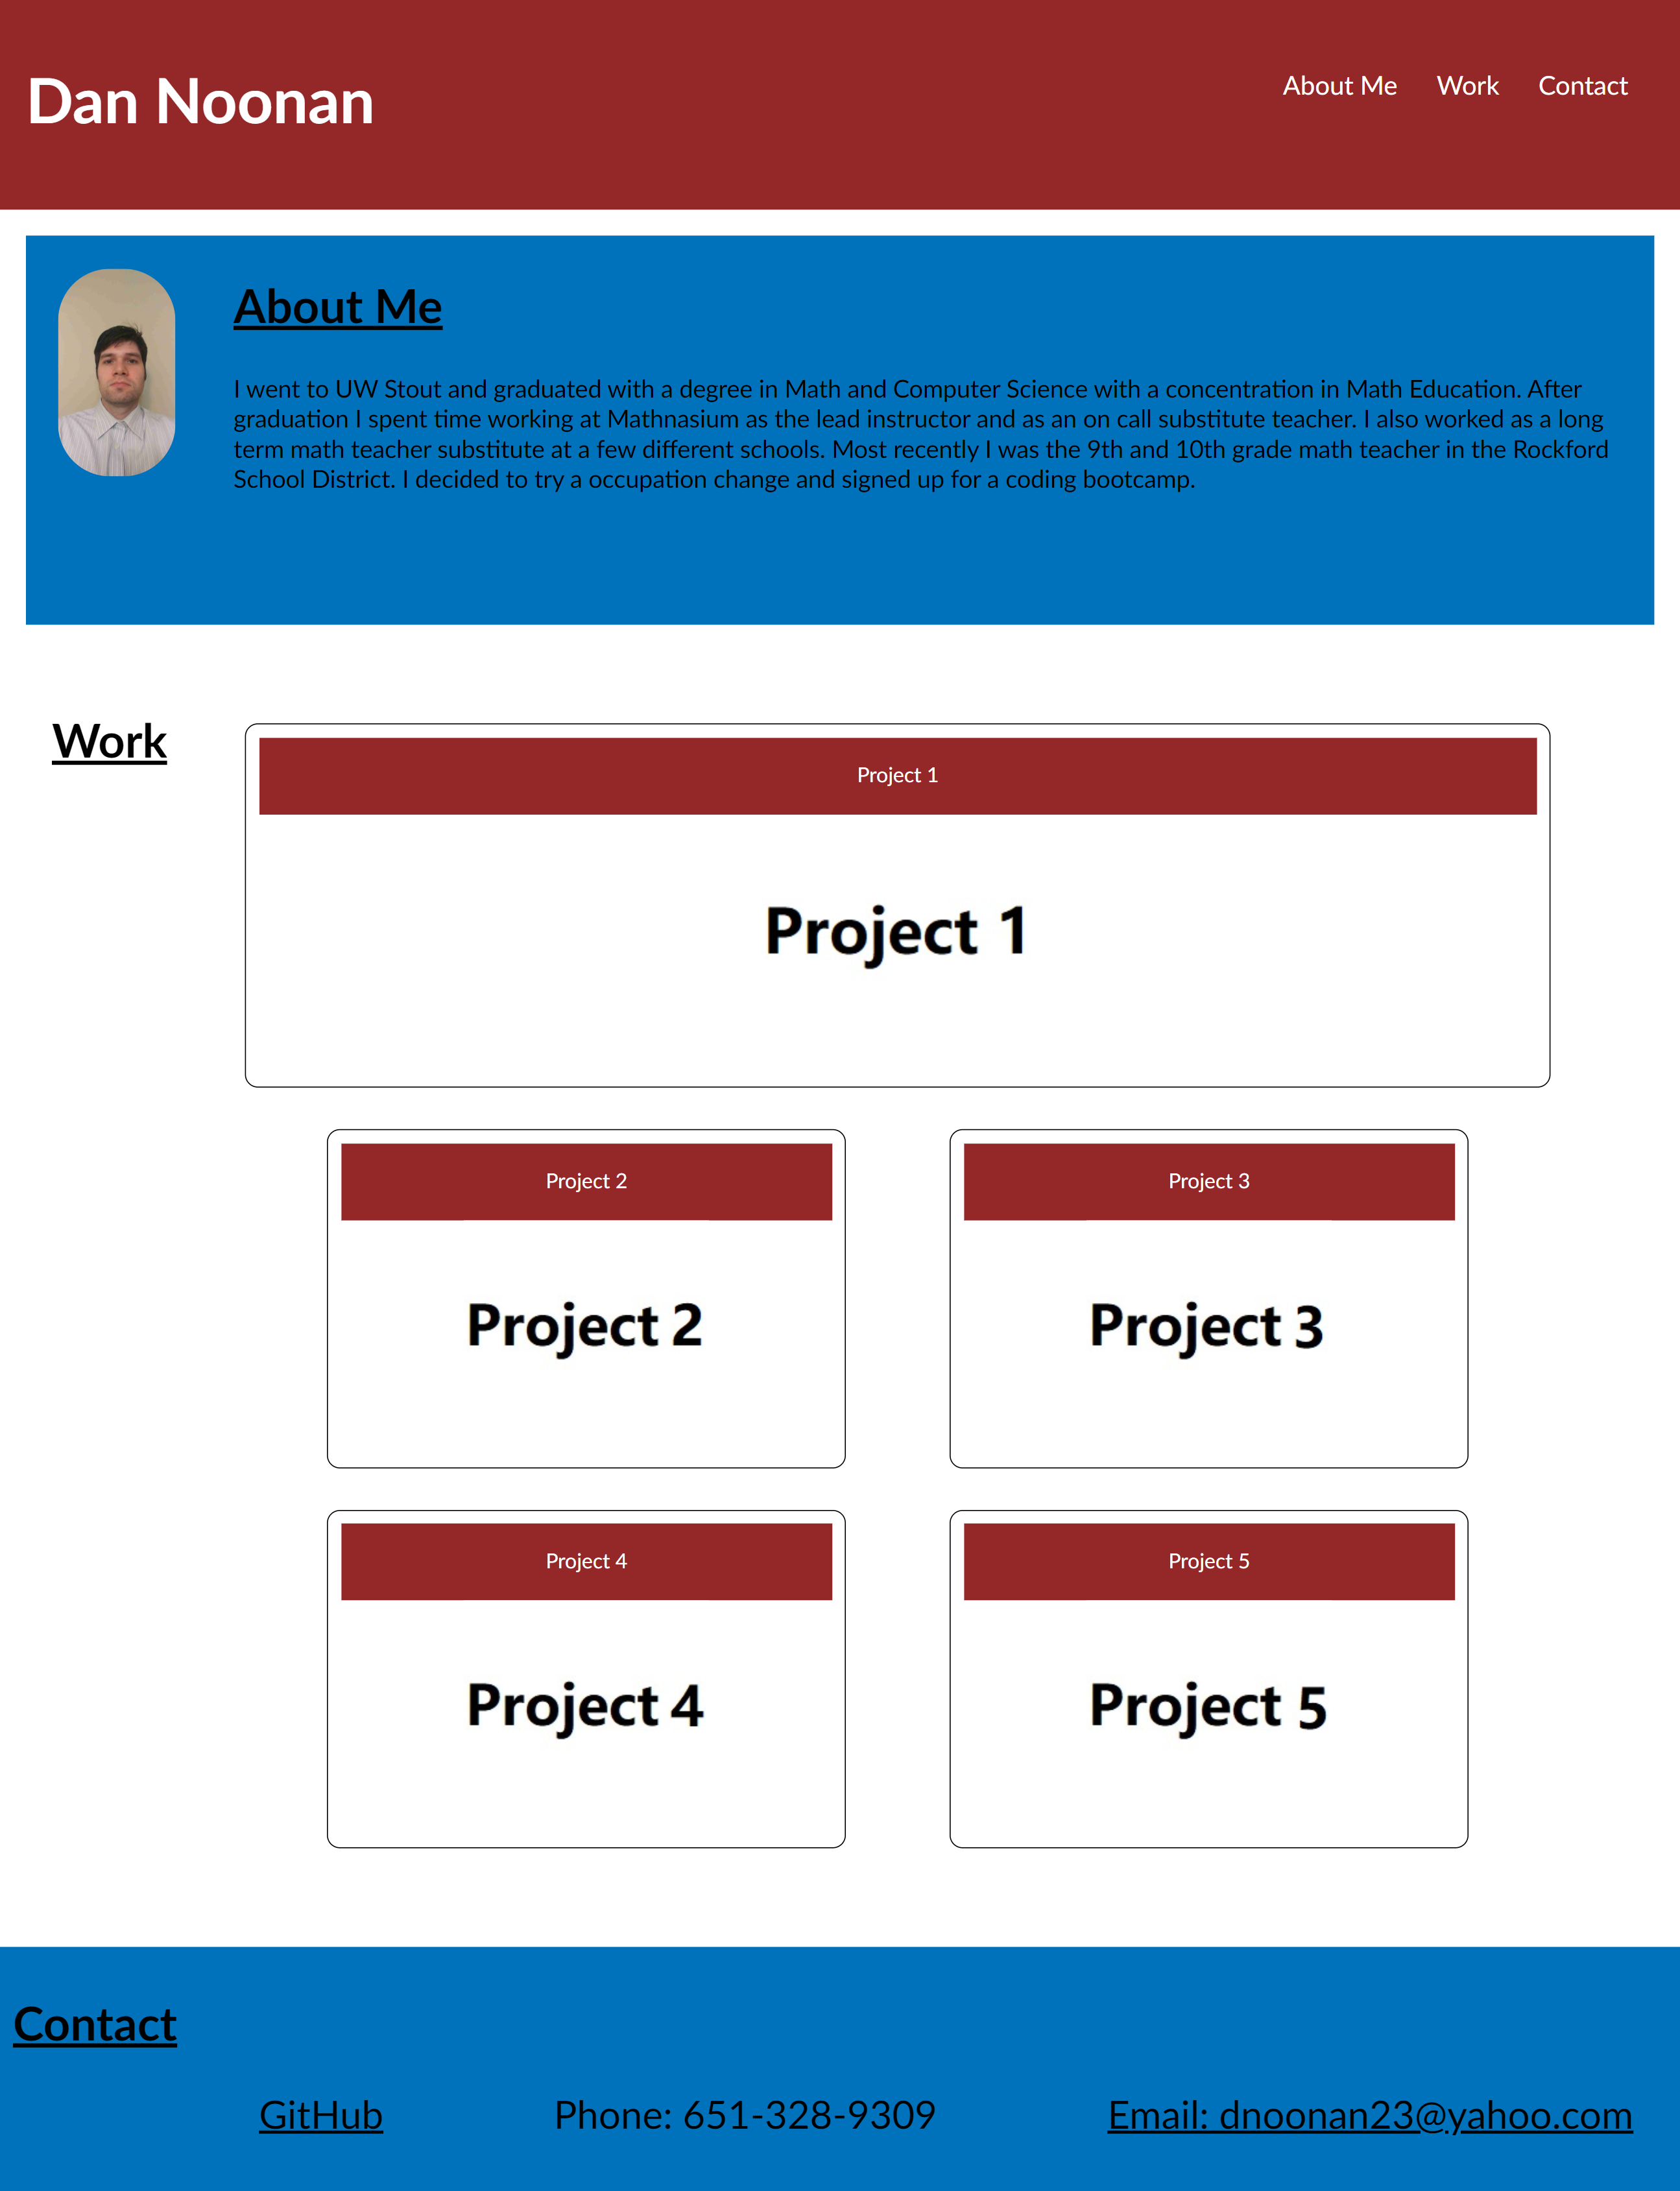 Dan Noonan
About Me
Work
Contact
About Me
I went to UW Stout and graduated with a degree in Math and Computer Science with a concentration in Math Education. After
graduation I spent time working at Mathnasium as the lead instructor and as an on call substitute teacher. I also worked as a long
term math teacher substitute at a few different schools. Most recently I was the 9th and 10th grade math teacher in the Rockford
School District. I decided to try a occupation change and signed up for a coding bootcamp.
Work
Project 1
Project 1
Project 2
Project 2
Project 3
Project 3
Project 4
Project 4
Project 5
Project 5
Contact
GitHub
Phone: 651-328-9309
Email: dnoonan23@yahoo.com